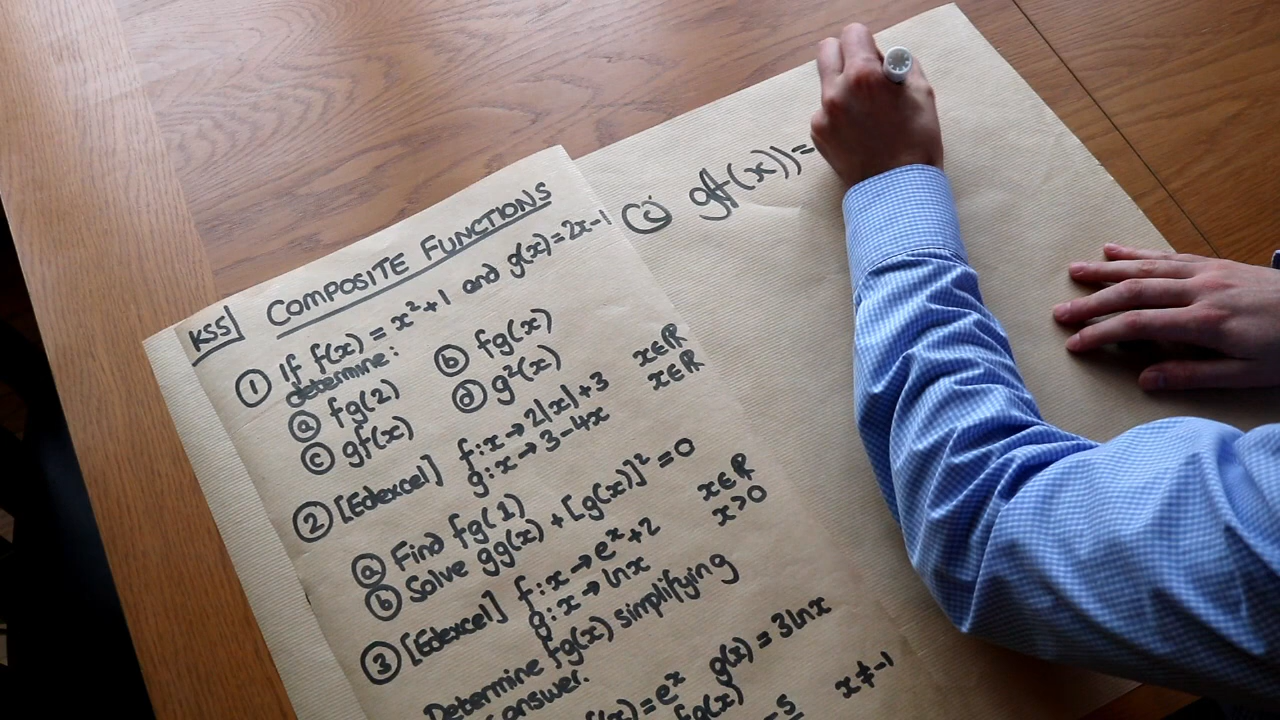 KS5 COMPOSITE FUNCTIONS
① If f(x) = x²+1 and g(x)=2x-1
determine:
ⓐ fg(2) ⓑ fg(x)
ⓒ gf(x) ⓓ g²(x)
② [Edexcel] f:x→2|x|+3 x∈ℝ
g:x→3-4x x∈ℝ
ⓐ Find fg(1)
ⓑ Solve gg(x) + [g(x)]² = 0
③ [Edexcel] f:x→eˣ+2 x∈ℝ
g:x→lnx x>0
Determine fg(x) simplifying
answer.
f(x)=eˣ g(x) = 3lnx
fg(x)
-5 x≠-1
ⓒ gf(x))=